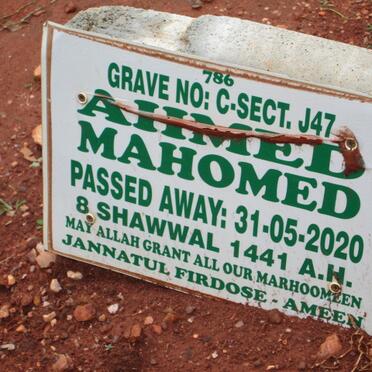 786
GRAVE NO: C-SECT. J47
AHMED
MAHOMED
PASSED AWAY: 31-05-2020
8 SHAWWAL 1441 A.H.
MAY ALLAH GRANT ALL OUR MARHOOMEEN
JANNATUL FIRDOSE - AMEEN